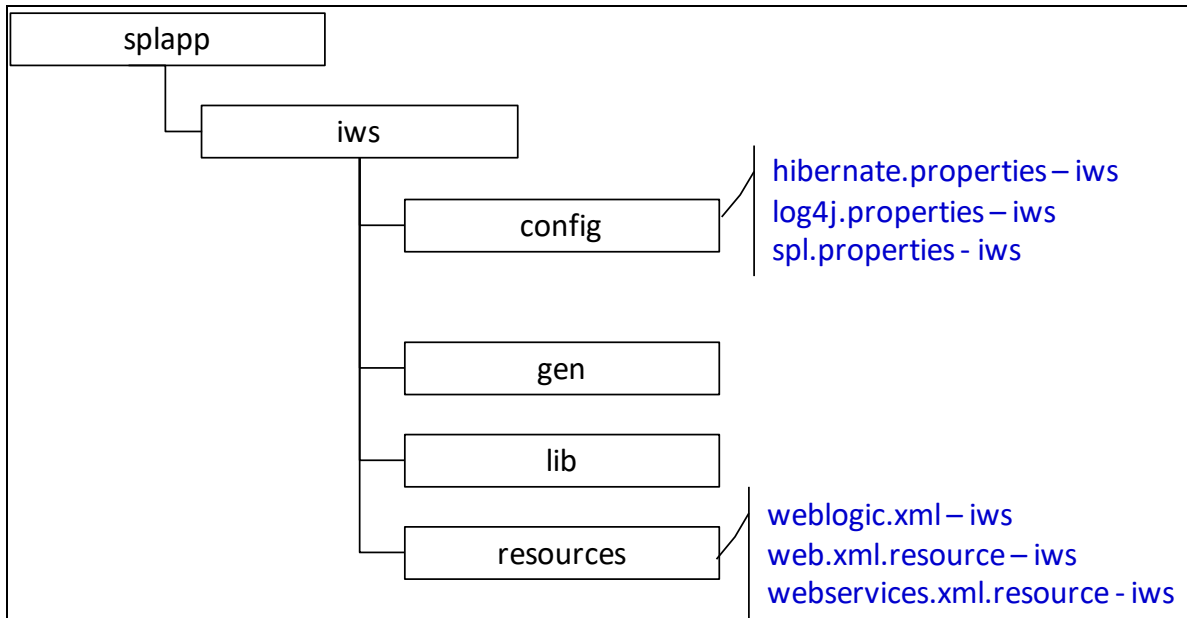 splapp
iws
config
hibernate.properties – iws
log4j.properties – iws
spl.properties - iws
gen
lib
resources
weblogic.xml – iws
web.xml.resource – iws
webservices.xml.resource - iws